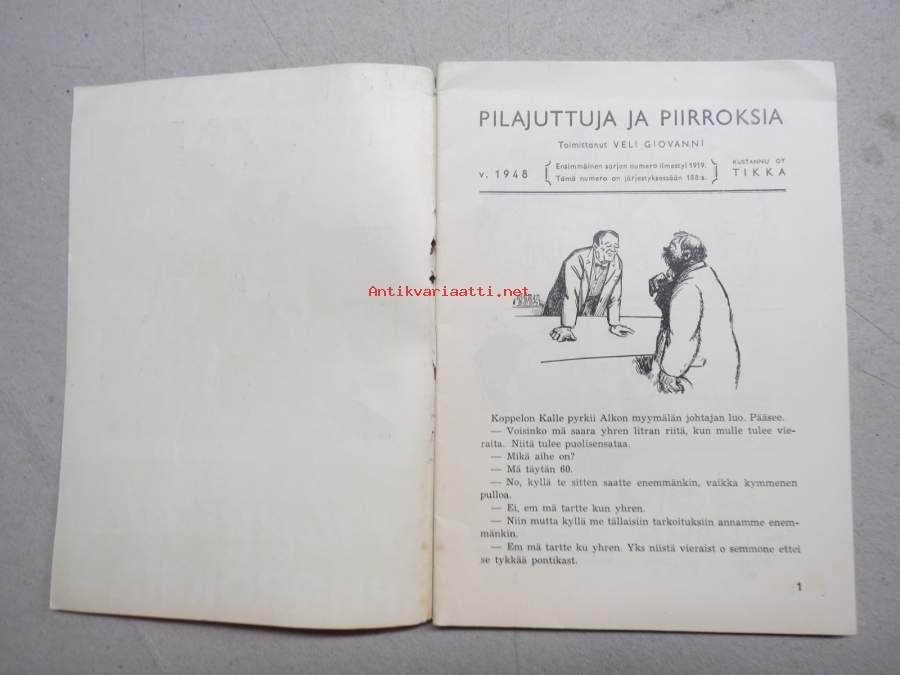 PILAJUTTUJA JA PIIRROKSIA
Toimittanut VELI GIOVANNI
v. 1948
Ensimmäinen sarjan numero ilmestyi 1919.
Tämä numero on järjestyksessään 188:s.
KUSTANNU OY
TIKKA
Antikvariaatti.net
Koppelon Kalle pyrkii Alkon myymälän johtajan luo. Pääsee.
— Voisinko mä saara yhren litran riitä, kun mulle tulee vie-
raita. Niitä tulee puolisensataa.
— Mikä aihe on?
— Mä täytän 60.
— No, kyllä te sitten saatte enemmänkin, vaikka kymmenen
pulloa.
— Ei, em mä tartte kun yhren.
— Niin mutta kyllä me tällaisiin tarkoituksiin annamme enem-
mänkin.
— Em mä tartte ku yhren. Yks niistä vieraist o semmone ettei
se tykkää pontikast.
1